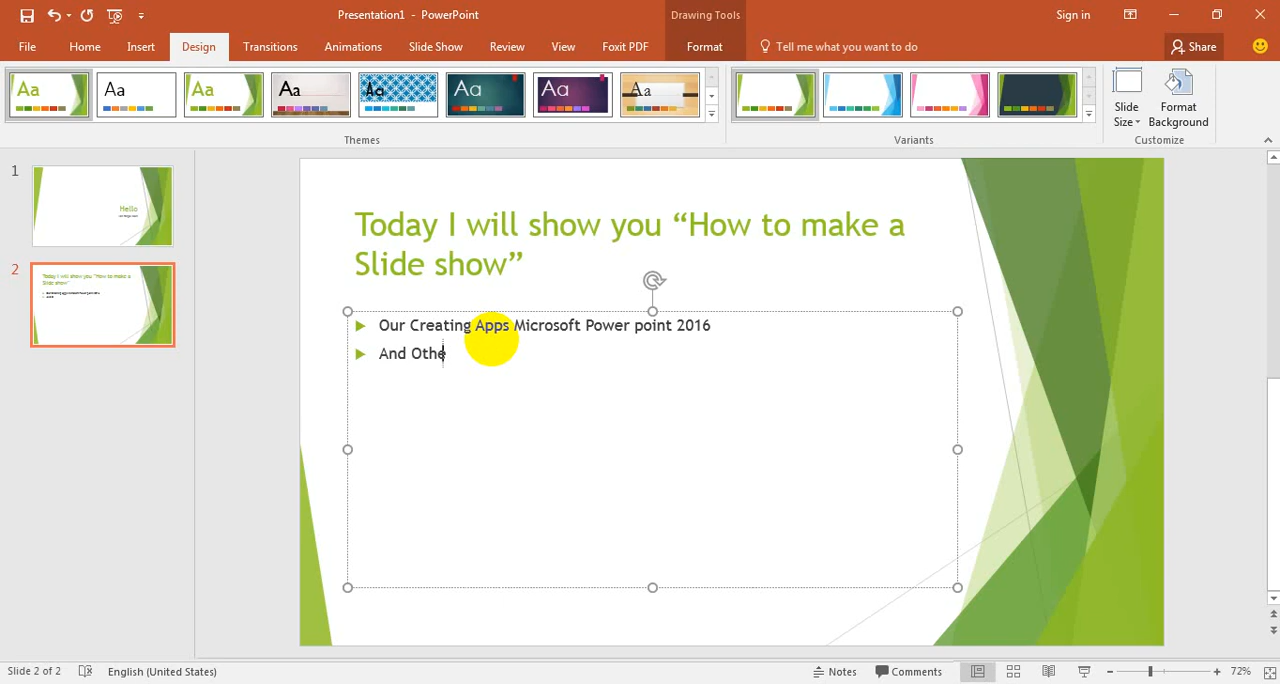 Presentation1 - PowerPoint
Drawing Tools
Sign in
File Home Insert Design Transitions Animations Slide Show Review View Foxit PDF Format Tell me what you want to do Share
Aa Aa Aa Aa Aa Aa Aa Aa
Slide Size
Format Background
Themes Variants Customize
1
Hello
2
Today I will show you “How to make a
Slide show”
Today I will show you “How to make a
Slide show”
Our Creating Apps Microsoft Power point 2016
And Othe
Slide 2 of 2 English (United States) Notes Comments 72%